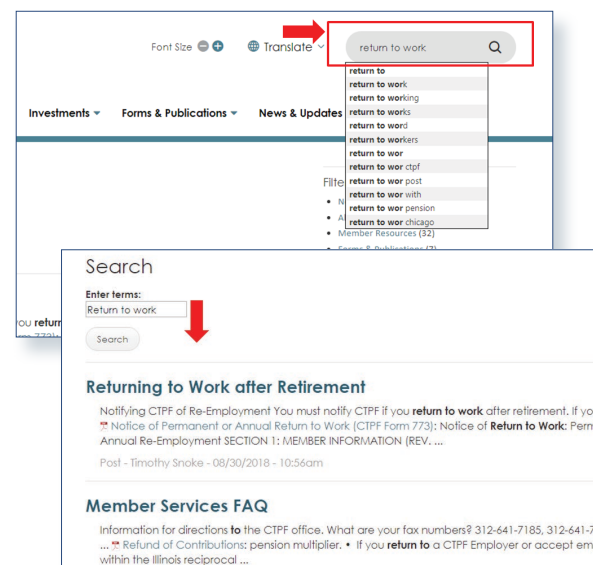 Font Size
Translate
return to work
return to
return to work
return to working
return to works
return to word
return to workers
return to wor
return to wor ctpf
return to wor post
return to wor with
return to wor pension
return to wor chicago
Investments
Forms & Publications
News & Updates
Filte
N
Al
Member Resources (32)
Forms & Publications (7)
ou return
Search
Enter terms:
Return to work
Search
Returning to Work after Retirement
Notifying CTPF of Re-Employment You must notify CTPF if you return to work after retirement. If yo
Notice of Permanent or Annual Return to Work (CTPF Form 773): Notice of Return to Work: Perm
Annual Re-Employment SECTION 1: MEMBER INFORMATION (REV. ...
Post - Timothy Snoke - 08/30/2018 - 10:56am
Member Services FAQ
Information for directions to the CTPF office. What are your fax numbers? 312-641-7185, 312-641-7
... Refund of Contributions: pension multiplier. • If you return to a CTPF Employer or accept em
within the Illinois reciprocal ...